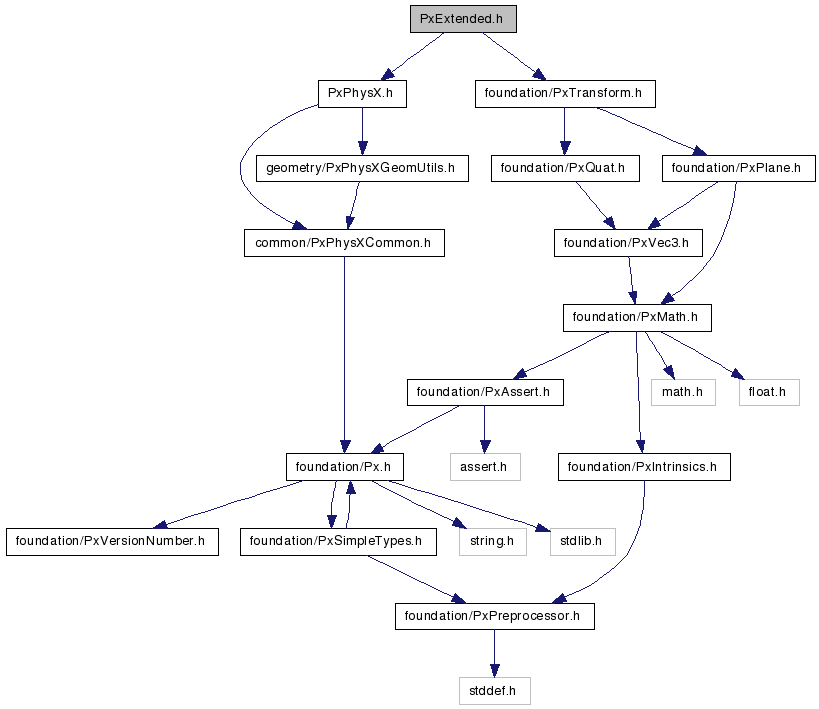 PxExtended.h
PxPhysX.h
foundation/PxTransform.h
geometry/PxPhysXGeomUtils.h
foundation/PxQuat.h
foundation/PxPlane.h
common/PxPhysXCommon.h
foundation/PxVec3.h
foundation/PxMath.h
foundation/PxAssert.h
math.h
float.h
foundation/Px.h
assert.h
foundation/PxIntrinsics.h
foundation/PxVersionNumber.h
foundation/PxSimpleTypes.h
string.h
stdlib.h
foundation/PxPreprocessor.h
stddef.h